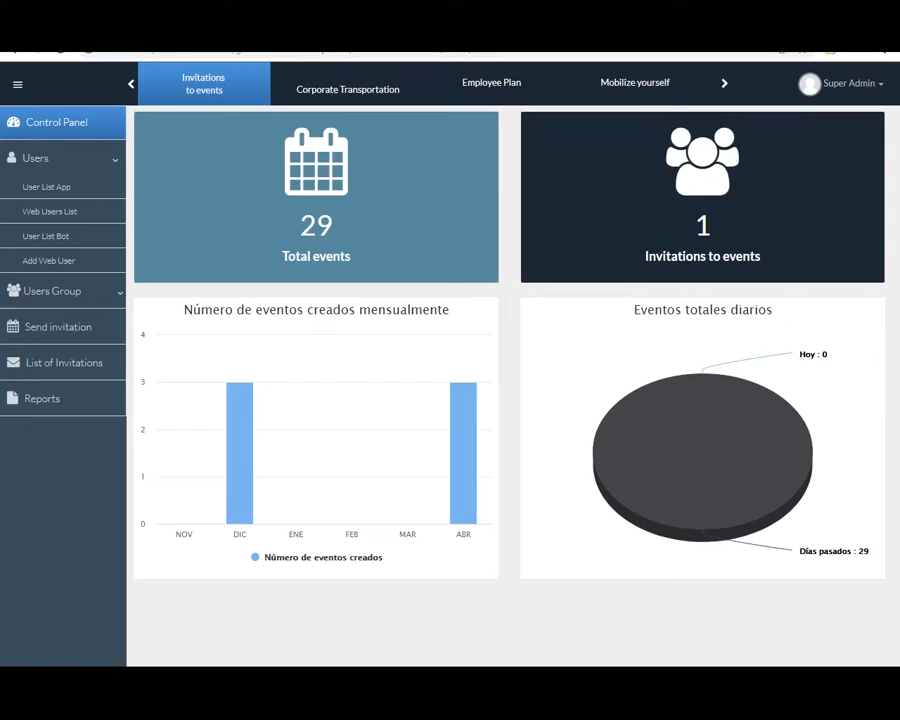 Invitations
to events
Corporate Transportation
Employee Plan
Mobilize yourself
Super Admin
Control Panel
Users
User List App
Web Users List
User List Bot
Add Web User
Users Group
Send invitation
List of Invitations
Reports
29
Total events
1
Invitations to events
Número de eventos creados mensualmente
4
3
2
1
0
NOV DIC ENE FEB MAR ABR
Número de eventos creados
Eventos totales diarios
Hoy : 0
Días pasados : 29